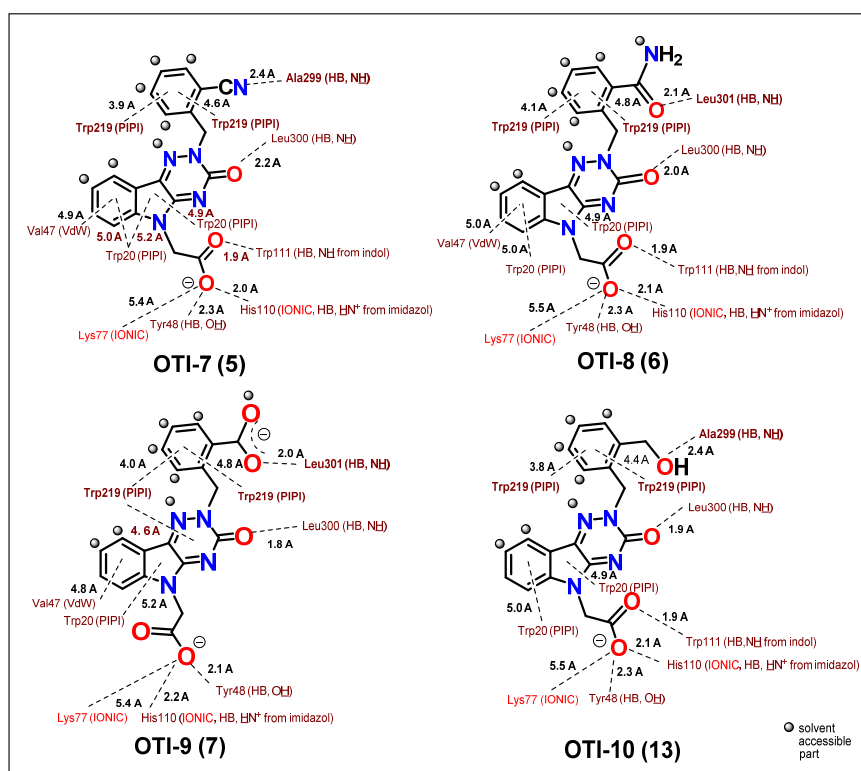 CN
2.4 A
Ala299 (HB, NH)
3.9 A
4.6 A
Trp219 (PIPI)
Trp219 (PIPI)
Leu300 (HB, NH)
N
N
2.2 A
O
N
4.9 A
4.9 A
N
Trp20 (PIPI)
Val47 (VdW)
5.0 A
5.2 A
O
Trp20 (PIPI)
1.9 A
Trp111 (HB, NH from indol)
O
2.0 A
5.4 A
2.3 A
His110 (IONIC, HB, HN+ from imidazol)
Lys77 (IONIC)
Tyr48 (HB, OH)
OTI-7 (5)
NH2
4.1 A
4.8 A
2.1 A
O
Leu301 (HB, NH)
Trp219 (PIPI)
Trp219 (PIPI)
Leu300 (HB, NH)
N
N
O
2.0 A
N
5.0 A
4.9 A
N
Trp20 (PIPI)
Val47 (VdW)
5.0 A
O
1.9 A
Trp20 (PIPI)
Trp111 (HB,NH from indol)
O
2.1 A
5.5 A
2.3 A
His110 (IONIC, HB, HN+ from imidazol)
Tyr48 (HB, OH)
Lys77 (IONIC)
OTI-8 (6)
O
2.0 A
4.0 A
4.8 A
O
Leu301 (HB, NH)
Trp219 (PIPI)
Trp219 (PIPI)
N
N
4. 6 A
Leu300 (HB, NH)
O
1.8 A
N
4.8 A
N
Val47 (VdW)
5.2 A
Trp20 (PIPI)
O
O
2.1 A
Tyr48 (HB, OH)
2.2 A
5.4 A
Lys77 (IONIC)
His110 (IONIC, HB, HN+ from imidazol)
OTI-9 (7)
Ala299 (HB, NH)
4.4 A
2.4 A
3.8 A
OH
Trp219 (PIPI)
Trp219 (PIPI)
Leu300 (HB, NH)
N
N
1.9 A
O
N
4.9 A
N
Trp20 (PIPI)
5.0 A
O
1.9 A
Trp20 (PIPI)
Trp111 (HB,NH from indol)
O
2.1 A
5.5 A
His110 (IONIC, HB, HN+ from imidazol)
2.3 A
Lys77 (IONIC)
Tyr48 (HB, OH)
OTI-10 (13)
solvent
accessible
part